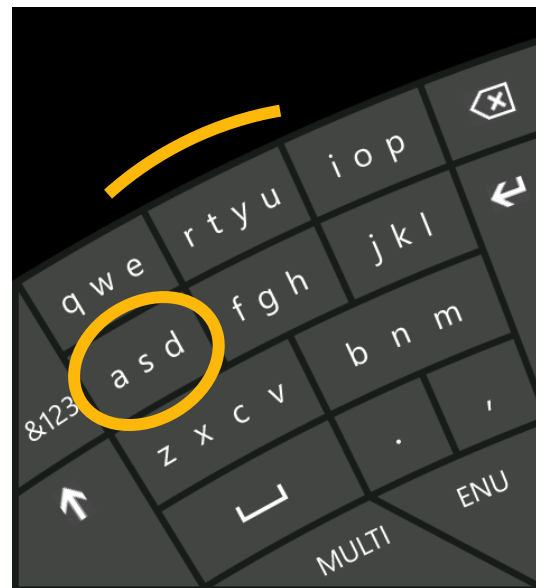 q w e
r t y u
i o p
a s d
f g h
j k l
&123
z x c v
b n m
.
,
MULTI
ENU